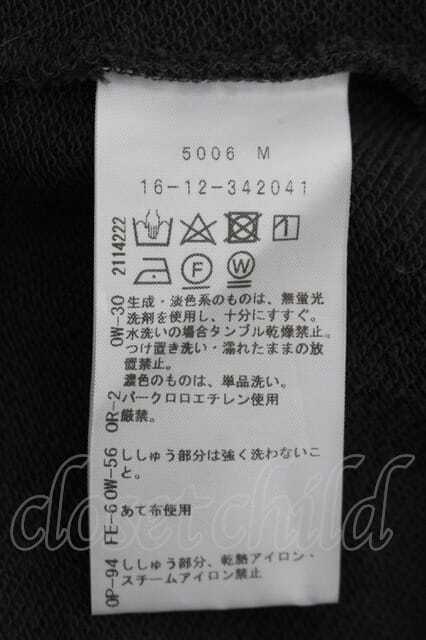 5006 M
16-12-342041
2114222
F
W
OW-30 生成・淡色系のものは、無蛍光
洗剤を使用し、十分にすすぐ。
水洗いの場合タンブル乾燥禁止。
つけ置き洗い・濡れたままの放
置禁止。
濃色のものは、単品洗い。
OR-2 パークロロエチレン使用
厳禁。
OW-56 ししゅう部分は強く洗わないこ
と。
FE-6 あて布使用
OP-94 ししゅう部分、乾熱アイロン・
スチームアイロン禁止
closetchild